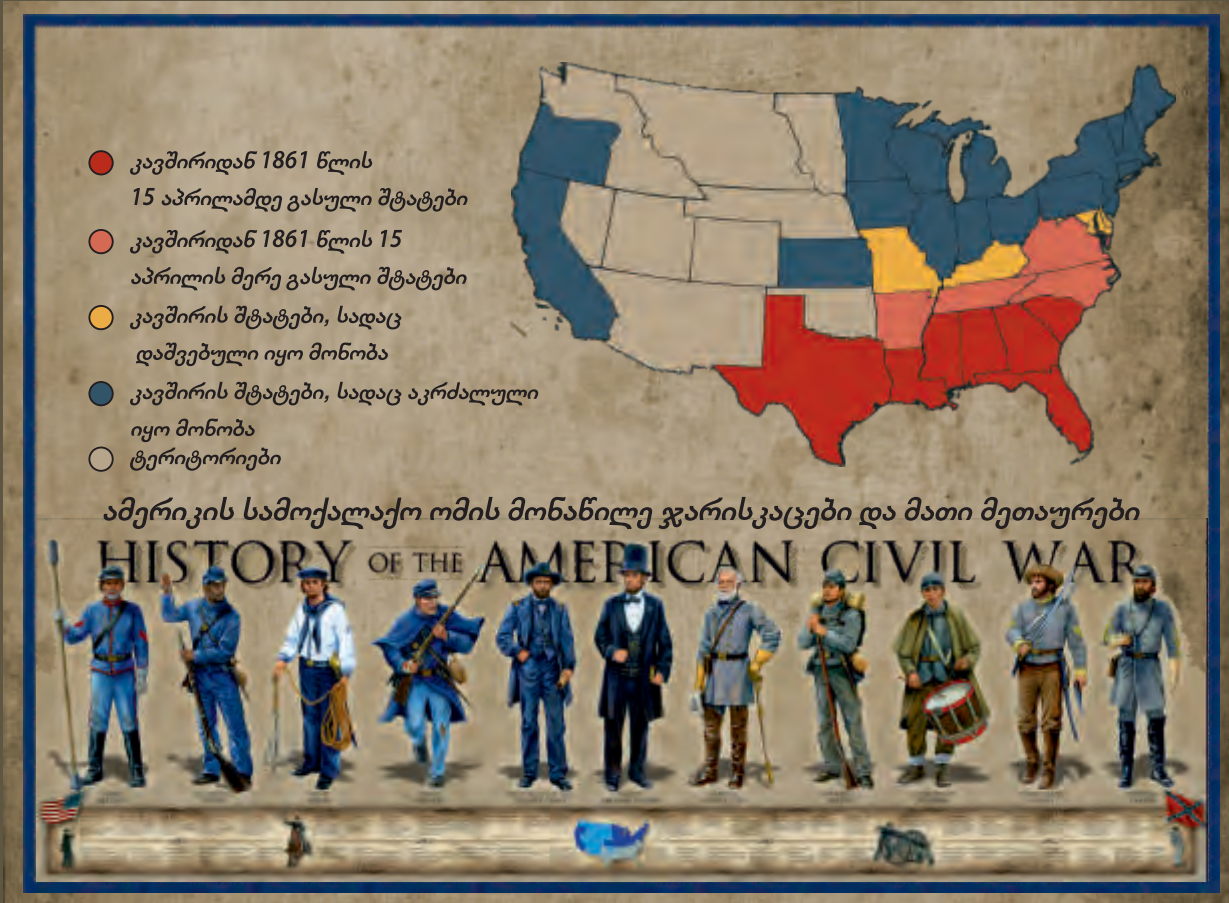 კავშირიდან 1861 წლის
15 აპრილამდე გასული შტატები
კავშირიდან 1861 წლის 15
აპრილის მერე გასული შტატები
კავშირის შტატები, სადაც
დაშვებული იყო მონობა
კავშირის შტატები, სადაც აკრძალული
იყო მონობა
ტერიტორიები
ამერიკის სამოქალაქო ომის მონაწილე ჯარისკაცები და მათი მეთაურები
HISTORY OF THE AMERICAN CIVIL WAR